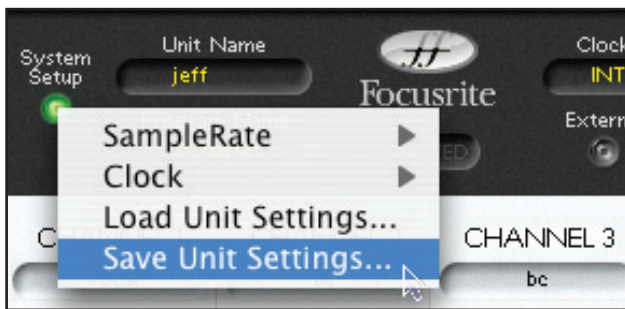 System
Setup
Unit Name
jeff
Focusrite
Clock
INT
Extern
SampleRate
Clock
Load Unit Settings...
Save Unit Settings...
CHANNEL 3
bc